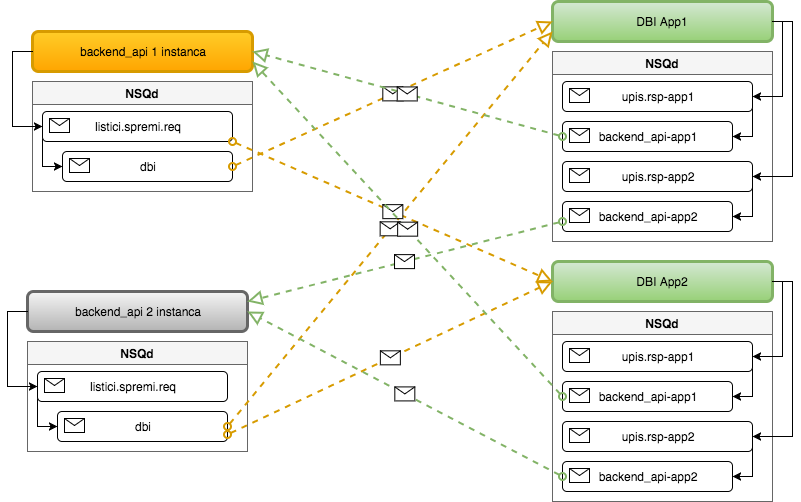 backend_api 1 instanca
NSQd
listici.spremi.req
dbi
DBI App1
NSQd
upis.rsp-app1
backend_api-app1
upis.rsp-app2
backend_api-app2
backend_api 2 instanca
NSQd
listici.spremi.req
dbi
DBI App2
NSQd
upis.rsp-app1
backend_api-app1
upis.rsp-app2
backend_api-app2